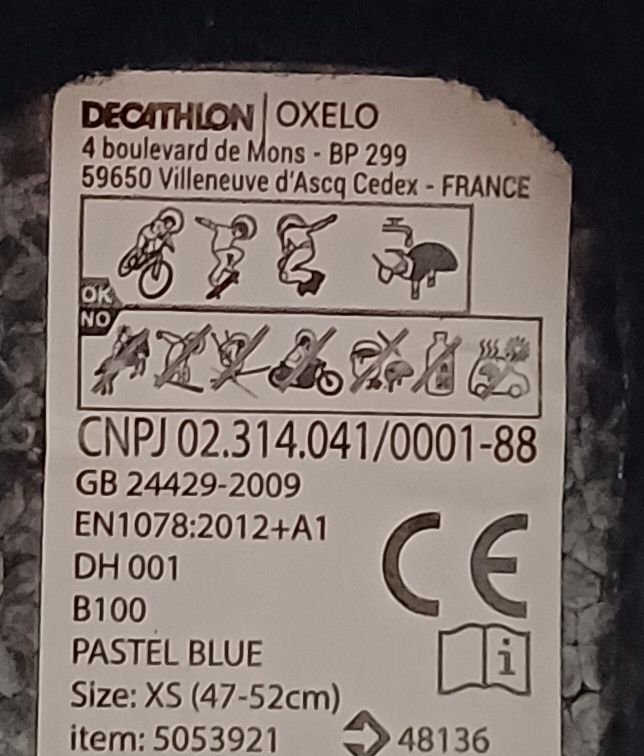 DECATHLON | OXELO
4 boulevard de Mons - BP 299
59650 Villeneuve d'Ascq Cedex - FRANCE
OK
NO
CNPJ 02.314.041/0001-88
GB 24429-2009
EN1078:2012+A1
DH 001
B100
PASTEL BLUE
Size: XS (47-52cm)
item: 5053921 48136
CE
i